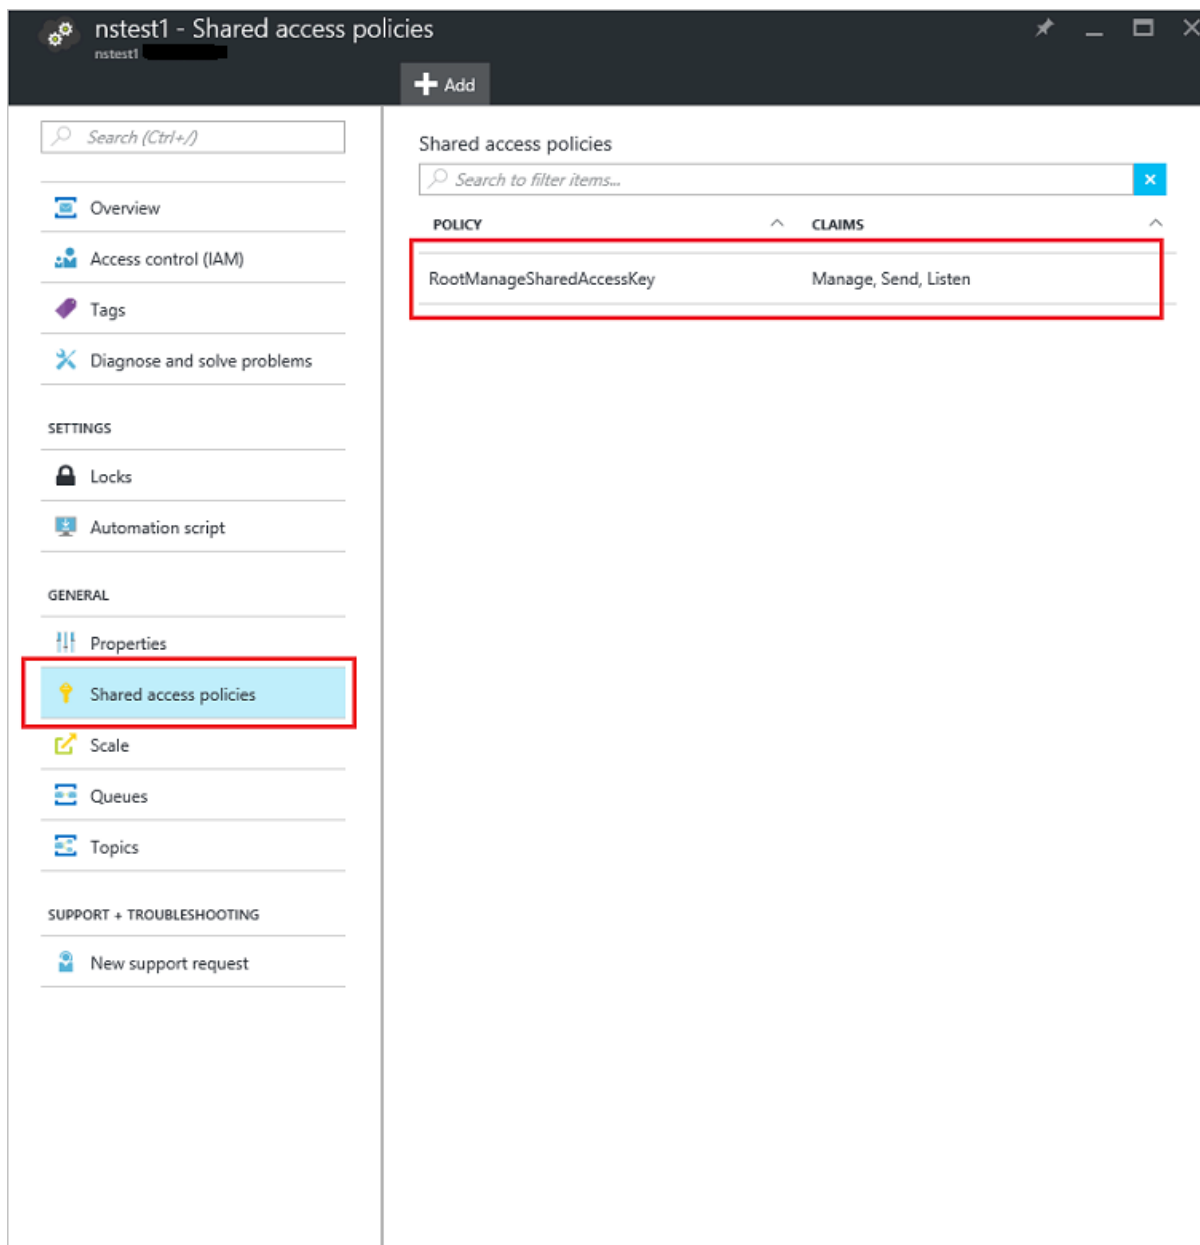 nstest1 - Shared access policies
nstest1
Add
Search (Ctrl+/)
Overview
Access control (IAM)
Tags
Diagnose and solve problems
SETTINGS
Locks
Automation script
GENERAL
Properties
Shared access policies
Scale
Queues
Topics
SUPPORT + TROUBLESHOOTING
New support request
Shared access policies
Search to filter items...
POLICY CLAIMS
RootManageSharedAccessKey Manage, Send, Listen